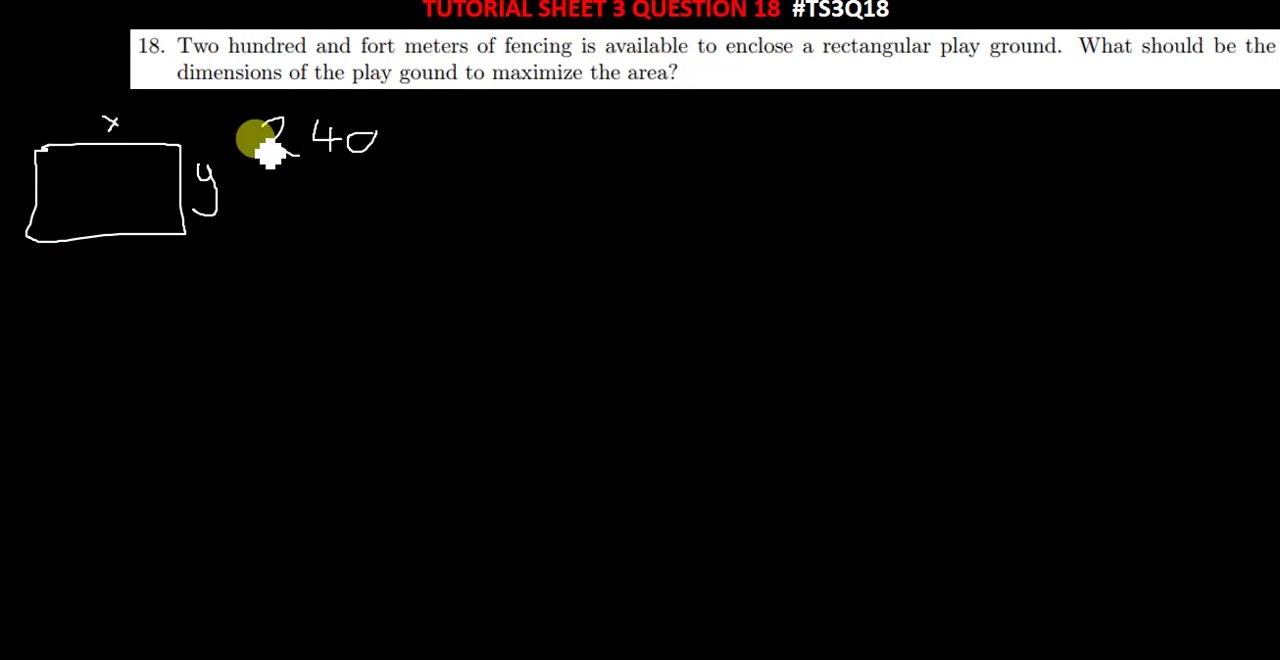 TUTORIAL SHEET 3 QUESTION 18 #TS3Q18
18. Two hundred and fort meters of fencing is available to enclose a rectangular play ground. What should be the
dimensions of the play gound to maximize the area?
x
240
y